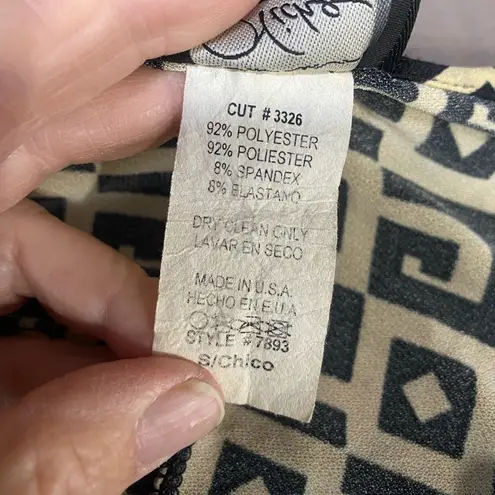 CUT # 3326
92% POLYESTER
92% POLIESTER
8% SPANDEX
8% ELASTANO
DRY CLEAN ONLY
LAVAR EN SECO
MADE IN U.S.A.
HECHO EN E.U.A
STYLE # 7893
S/Chico